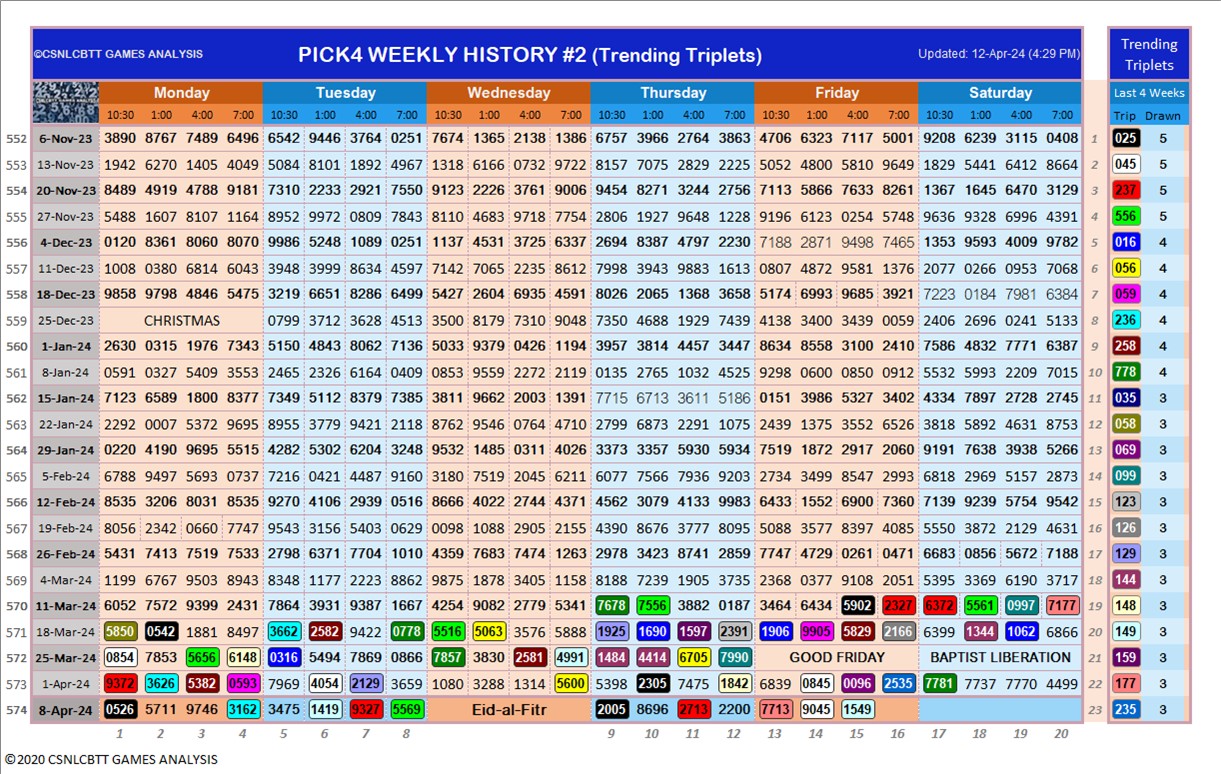 ©CSNLCBTT GAMES ANALYSIS PICK4 WEEKLY HISTORY #2 (Trending Triplets) Updated: 12-Apr-24 (4:29 PM) Trending Triplets
Monday Tuesday Wednesday Thursday Friday Saturday Last 4 Weeks
10:30 1:00 4:00 7:00 10:30 1:00 4:00 7:00 10:30 1:00 4:00 7:00 10:30 1:00 4:00 7:00 10:30 1:00 4:00 7:00 10:30 1:00 4:00 7:00 Trip Drawn
552 6-Nov-23 3890 8767 7489 6496 6542 9446 3764 0251 7674 1365 2138 1386 6757 3966 2764 3863 4706 6323 7117 5001 9208 6239 3115 0408 1 025 5
553 13-Nov-23 1942 6270 1405 4049 5084 8101 1892 4967 1318 6166 0732 9722 8157 7075 2820 2225 5052 4800 5810 9649 1829 5441 6412 8664 2 045 5
554 20-Nov-23 8489 4919 4788 9181 7310 2233 2921 7550 9123 2226 3761 9006 9454 8271 3244 2756 7113 5866 7633 8261 1367 1645 6470 3129 3 237 5
555 27-Nov-23 5488 1607 8107 1164 8952 9972 0809 7843 8110 4683 9718 7754 2806 1927 9648 1228 9196 6123 0254 5748 9636 9328 6996 4391 4 556 5
556 4-Dec-23 0120 8361 8060 8070 9986 5248 1089 0251 1137 4531 3725 6337 2694 8387 4797 2230 7188 2871 9498 7465 1353 9593 4009 9782 5 016 4
557 11-Dec-23 1008 0380 6814 6043 3948 3999 8634 4597 7142 7065 2235 8612 7998 3943 9883 1613 0807 4872 9581 1376 2077 0266 0953 7068 6 056 4
558 18-Dec-23 9858 9798 4846 5475 3219 6651 8286 6499 5427 2604 6935 4591 8026 2065 1368 3658 5174 6993 9685 3921 7223 0184 7981 6384 7 059 4
559 25-Dec-23 CHRISTMAS 0799 3712 3628 4513 3500 8179 7310 9048 7350 4688 1929 7439 4138 3400 3439 0059 2406 2696 0241 5133 8 236 4
560 1-Jan-24 2630 0315 1976 7343 5150 4843 8062 7136 5033 9379 0426 1194 3957 3814 4457 3447 8634 8558 3100 2410 7586 4832 7771 6387 9 258 4
561 8-Jan-24 0591 0327 5409 3553 2465 2326 6164 0409 0853 9559 2272 2119 0135 2765 1032 4525 9298 0600 0850 0912 5532 5993 2209 7015 10 778 4
562 15-Jan-24 7123 6589 1800 8377 7349 5112 8379 7385 3811 9662 2003 1391 7715 6713 3611 5186 0151 3986 5327 3402 4334 7897 2728 2745 11 035 3
563 22-Jan-24 2292 0007 5372 9695 8955 3779 9421 2118 8762 9546 0764 4710 2799 6873 2291 1075 2439 1375 3552 6526 3818 5892 4631 8753 12 058 3
564 29-Jan-24 0220 4190 9695 5515 4282 5302 6204 3248 9532 1485 0311 4026 3373 3357 5530 5934 7519 1872 2917 2060 9191 7638 3938 5266 13 069 3
565 5-Feb-24 6788 9497 5693 0737 7216 0421 4487 9160 3180 7519 2045 6211 6077 7566 7936 9203 2734 3499 8547 2993 6818 2969 5157 2873 14 099 3
566 12-Feb-24 8535 3206 8031 8535 9270 4106 2939 0516 8666 4022 2744 4371 4562 3079 4133 9983 6433 1552 6900 7360 7139 9239 5754 9542 15 123 3
567 19-Feb-24 8056 2342 0660 7747 9543 3156 5403 0629 0098 1088 2905 2155 4390 8676 3777 8095 5088 3577 8397 4085 5550 3872 2129 4631 16 126 3
568 26-Feb-24 5431 7413 7519 7533 2798 6371 7704 1010 4359 7683 7474 1263 2978 3423 8741 2859 7747 4729 0261 0471 6683 0856 5672 7188 17 129 3
569 4-Mar-24 1199 6767 9503 8943 8348 1177 2223 8862 9875 1878 3405 1158 8188 7239 1905 3735 2368 0377 9108 2051 5395 3369 6190 3717 18 144 3
570 11-Mar-24 6052 7572 9399 2431 7864 3931 9387 1667 4254 9082 2779 5341 7678 7556 3882 0187 3464 6434 5902 2327 6372 5561 0997 7177 19 148 3
571 18-Mar-24 5850 0542 1881 8497 3662 2582 9422 0778 5516 5063 3576 5888 1925 1690 1597 2391 1906 9905 5829 2166 6399 1344 1062 6866 20 149 3
572 25-Mar-24 0854 7853 5656 6148 0316 5494 7869 0866 7857 3830 2581 4991 1484 4414 6705 7990 GOOD FRIDAY BAPTIST LIBERATION 21 159 3
573 1-Apr-24 9372 3626 5382 0593 7969 4054 2129 3659 1080 3288 1314 5600 5398 2305 7475 1842 6839 0845 0096 2535 7781 7737 7770 4499 22 177 3
574 8-Apr-24 0526 5711 9746 3162 3475 1419 9327 5569 Eid-al-Fitr 2005 8696 2713 2200 7713 9045 1549 23 235 3
1 2 3 4 5 6 7 8 9 10 11 12 13 14 15 16 17 18 19 20
©2020 CSNLCBTT GAMES ANALYSIS